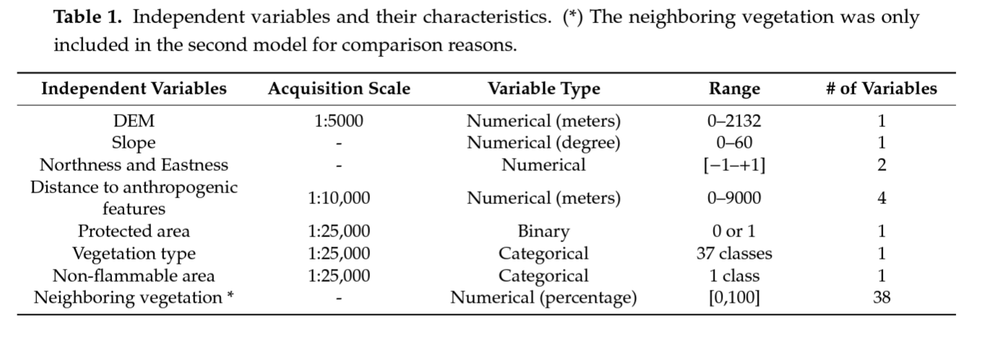 Table 1. Independent variables and their characteristics. (*) The neighboring vegetation was only
included in the second model for comparison reasons.
Independent Variables Acquisition Scale Variable Type Range # of Variables
DEM 1:5000 Numerical (meters) 0–2132 1
Slope - Numerical (degree) 0–60 1
Northness and Eastness - Numerical [−1–+1] 2
Distance to anthropogenic
features 1:10,000 Numerical (meters) 0–9000 4
Protected area 1:25,000 Binary 0 or 1 1
Vegetation type 1:25,000 Categorical 37 classes 1
Non-flammable area 1:25,000 Categorical 1 class 1
Neighboring vegetation * - Numerical (percentage) [0,100] 38